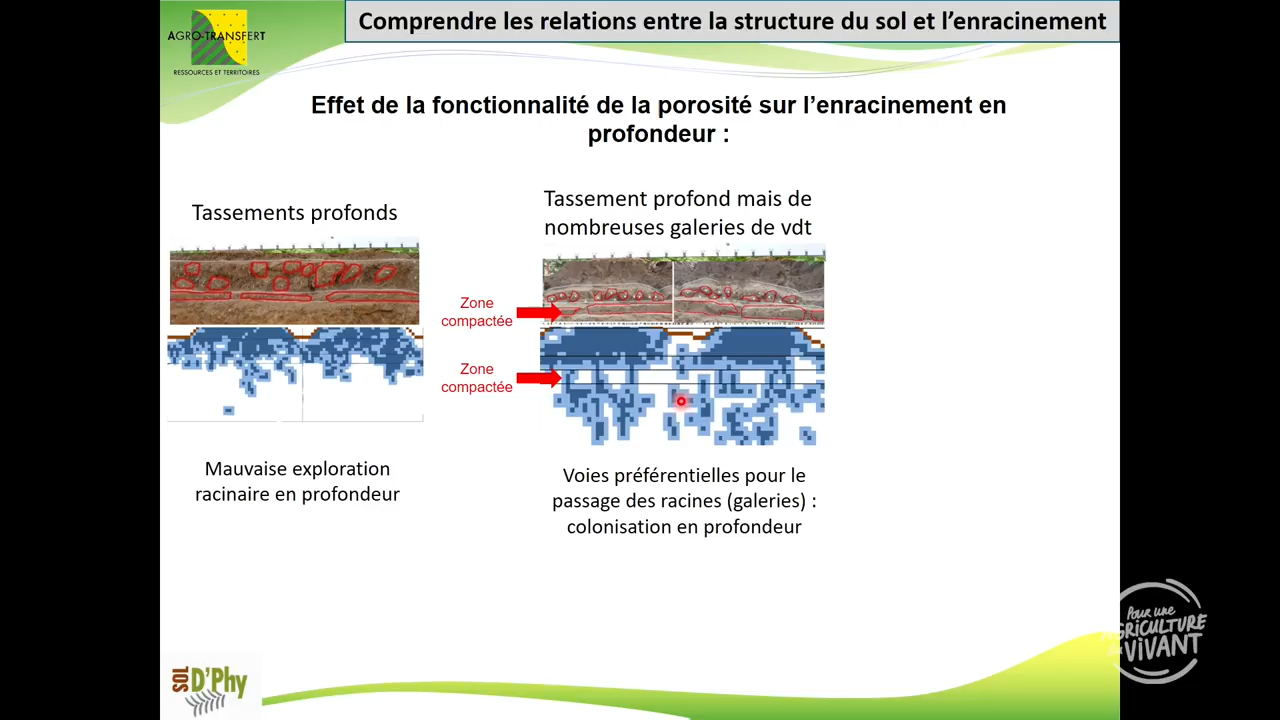 Comprendre les relations entre la structure du sol et l'enracinement
AGRO-TRANSFERT
RESSOURCES ET TERRITOIRES
Effet de la fonctionnalité de la porosité sur l'enracinement en
profondeur :
Tassements profonds
Tassement profond mais de
nombreuses galeries de vdt
Zone
compactée
Zone
compactée
Mauvaise exploration
racinaire en profondeur
Voies préférentielles pour le
passage des racines (galeries) :
colonisation en profondeur
Pour une
AGRICULTURE
du VIVANT
SOL D'Phy